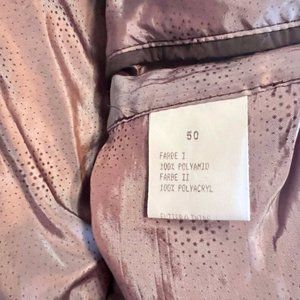 50
FARBE I
100% POLYAMID
FARBE II
100% POLYACRYL